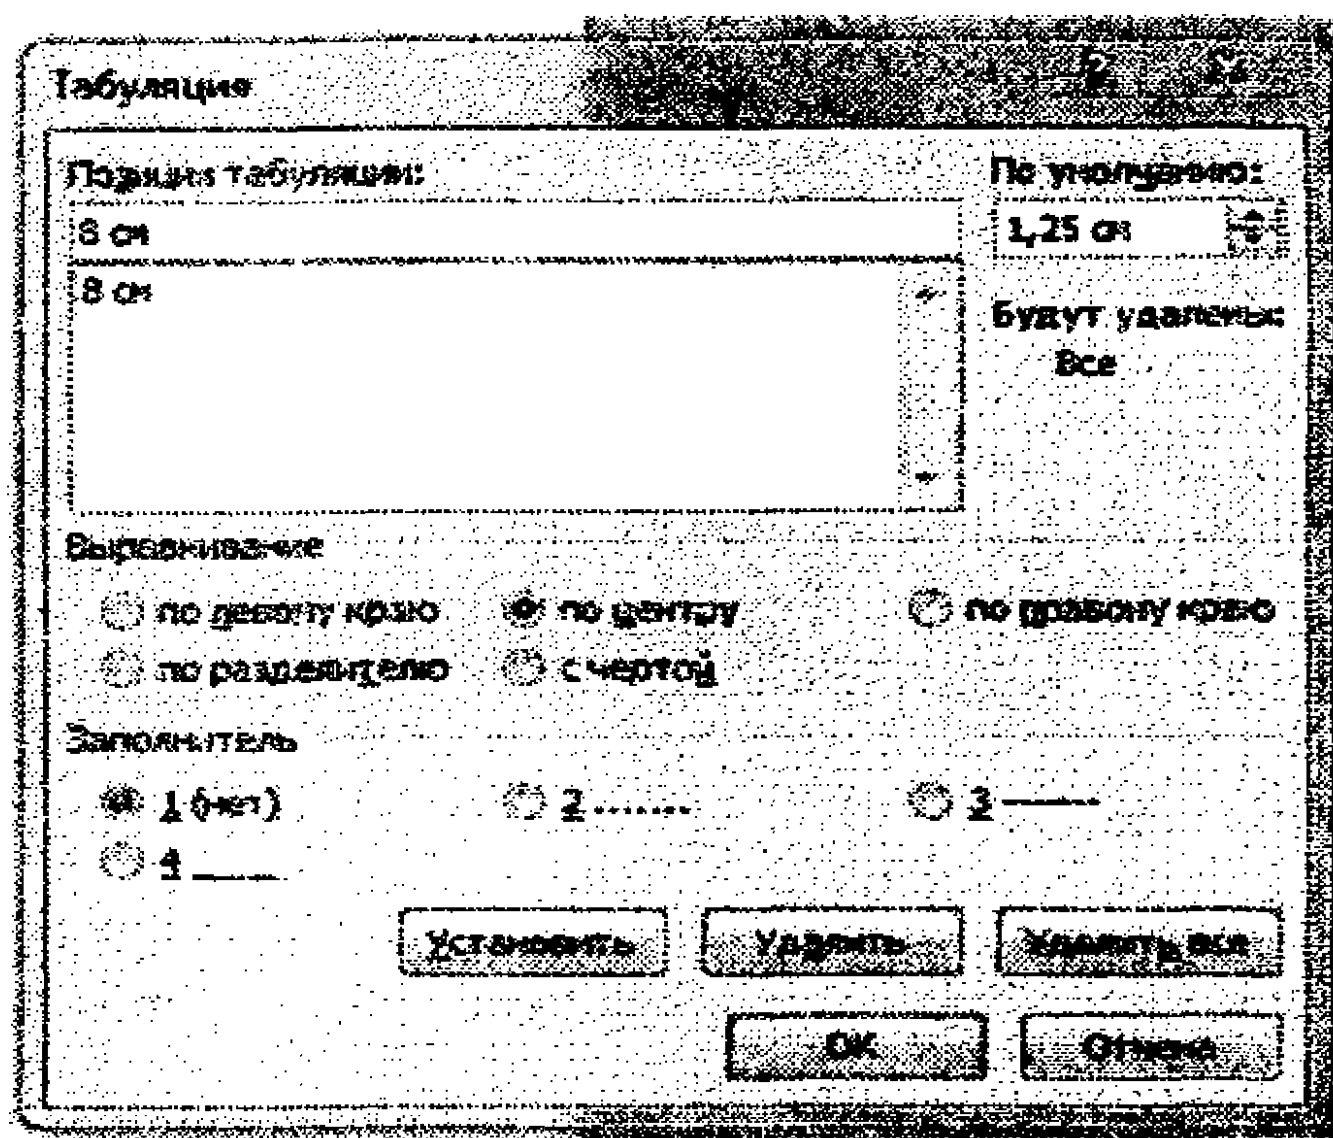 Табуляция
Позиция табуляции:
По умолчанию:
8 см
1,25 см
8 см
Будут удалены:
Все
Выравнивание
по левому краю
по центру
по правому краю
по разделителю
с чертой
Заполнитель
1 (нет)
2 .......
3 -------
4 ____
Установить
Удалить
Удалить все
ОК
Отмена